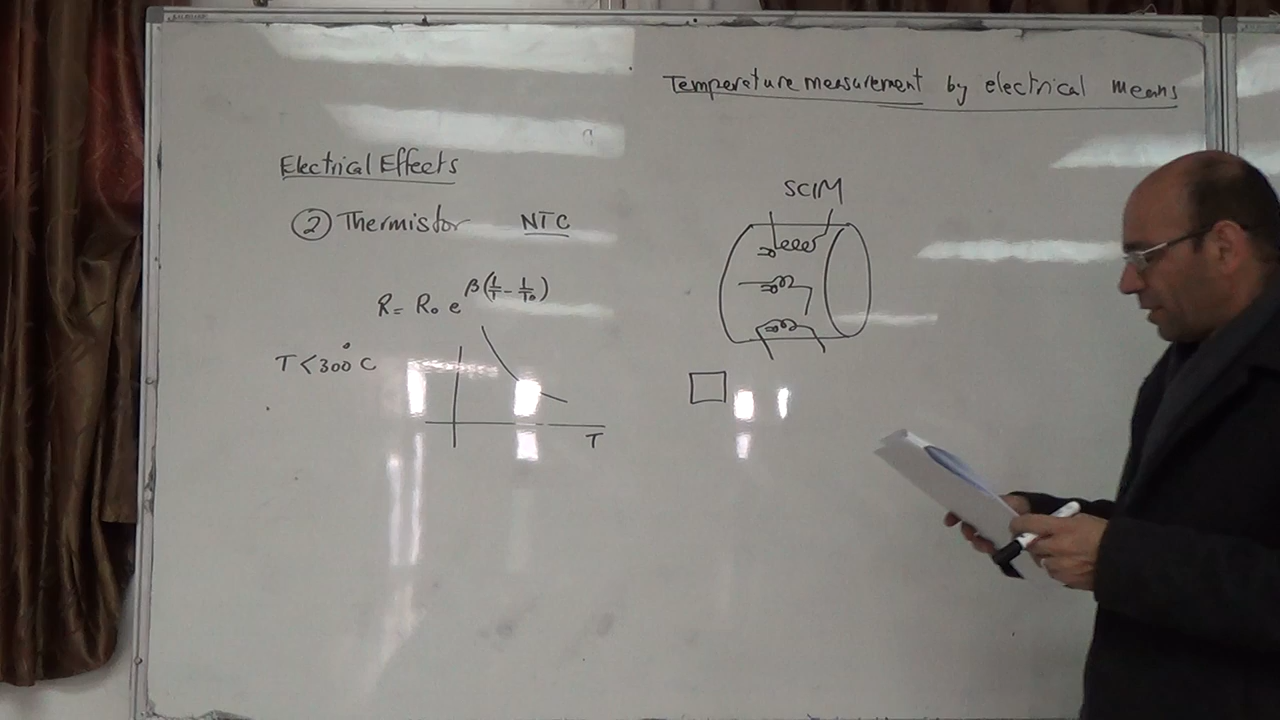 Temperature measurement by electrical means
Electrical Effects
② Thermistor NTC
R = R₀ e^β(1/T - 1/T₀)
T < 300°C
T
SCIM